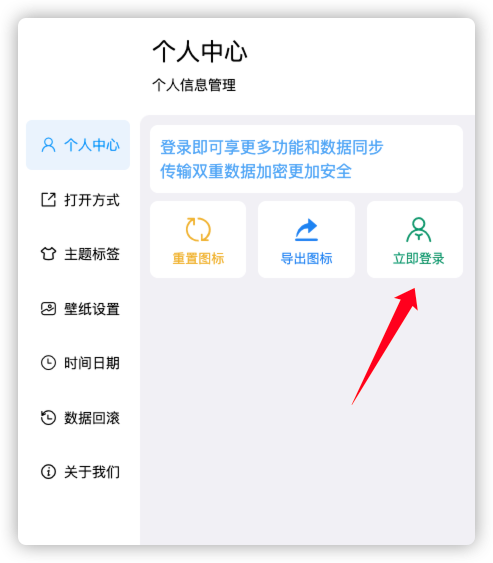 个人中心
个人信息管理
个人中心
打开方式
主题标签
壁纸设置
时间日期
数据回滚
关于我们
登录即可享更多功能和数据同步
传输双重数据加密更加安全
重置图标
导出图标
立即登录